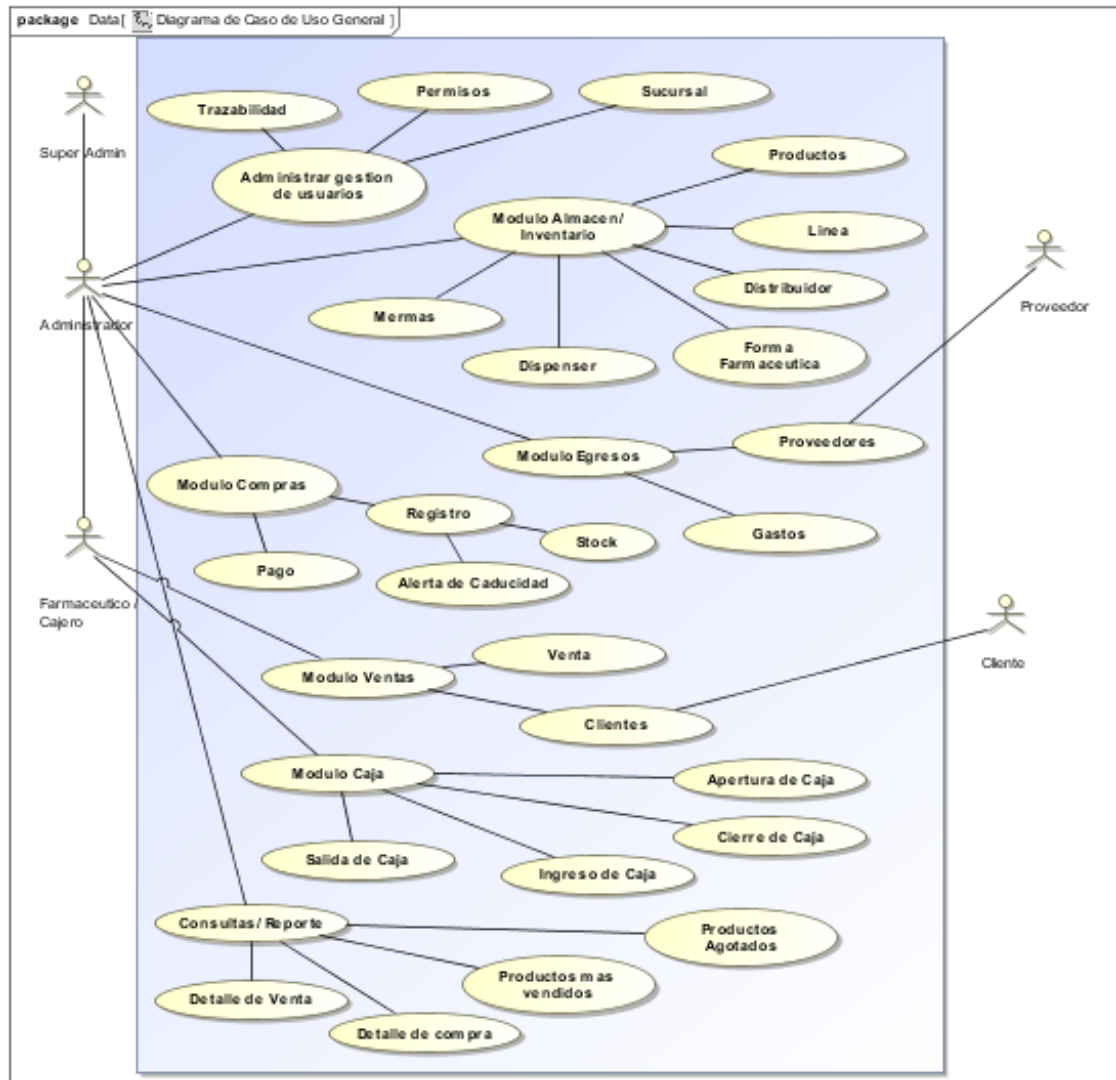 package Data[ Diagrama de Caso de Uso General ]
Trazabilidad
Permisos
Sucursal
Super Admin
Administrar gestion
de usuarios
Productos
Modulo Almacen/
Inventario
Linea
Distribuidor
Proveedor
Administrador
Mermas
Forma
Farmaceutica
Dispenser
Proveedores
Modulo Egresos
Modulo Compras
Registro
Gastos
Stock
Pago
Alerta de Caducidad
Farmaceutico /
Cajero
Venta
Cliente
Modulo Ventas
Clientes
Modulo Caja
Apertura de Caja
Cierre de Caja
Salida de Caja
Ingreso de Caja
Consultas/ Reporte
Productos
Agotados
Productos mas
vendidos
Detalle de Venta
Detalle de compra